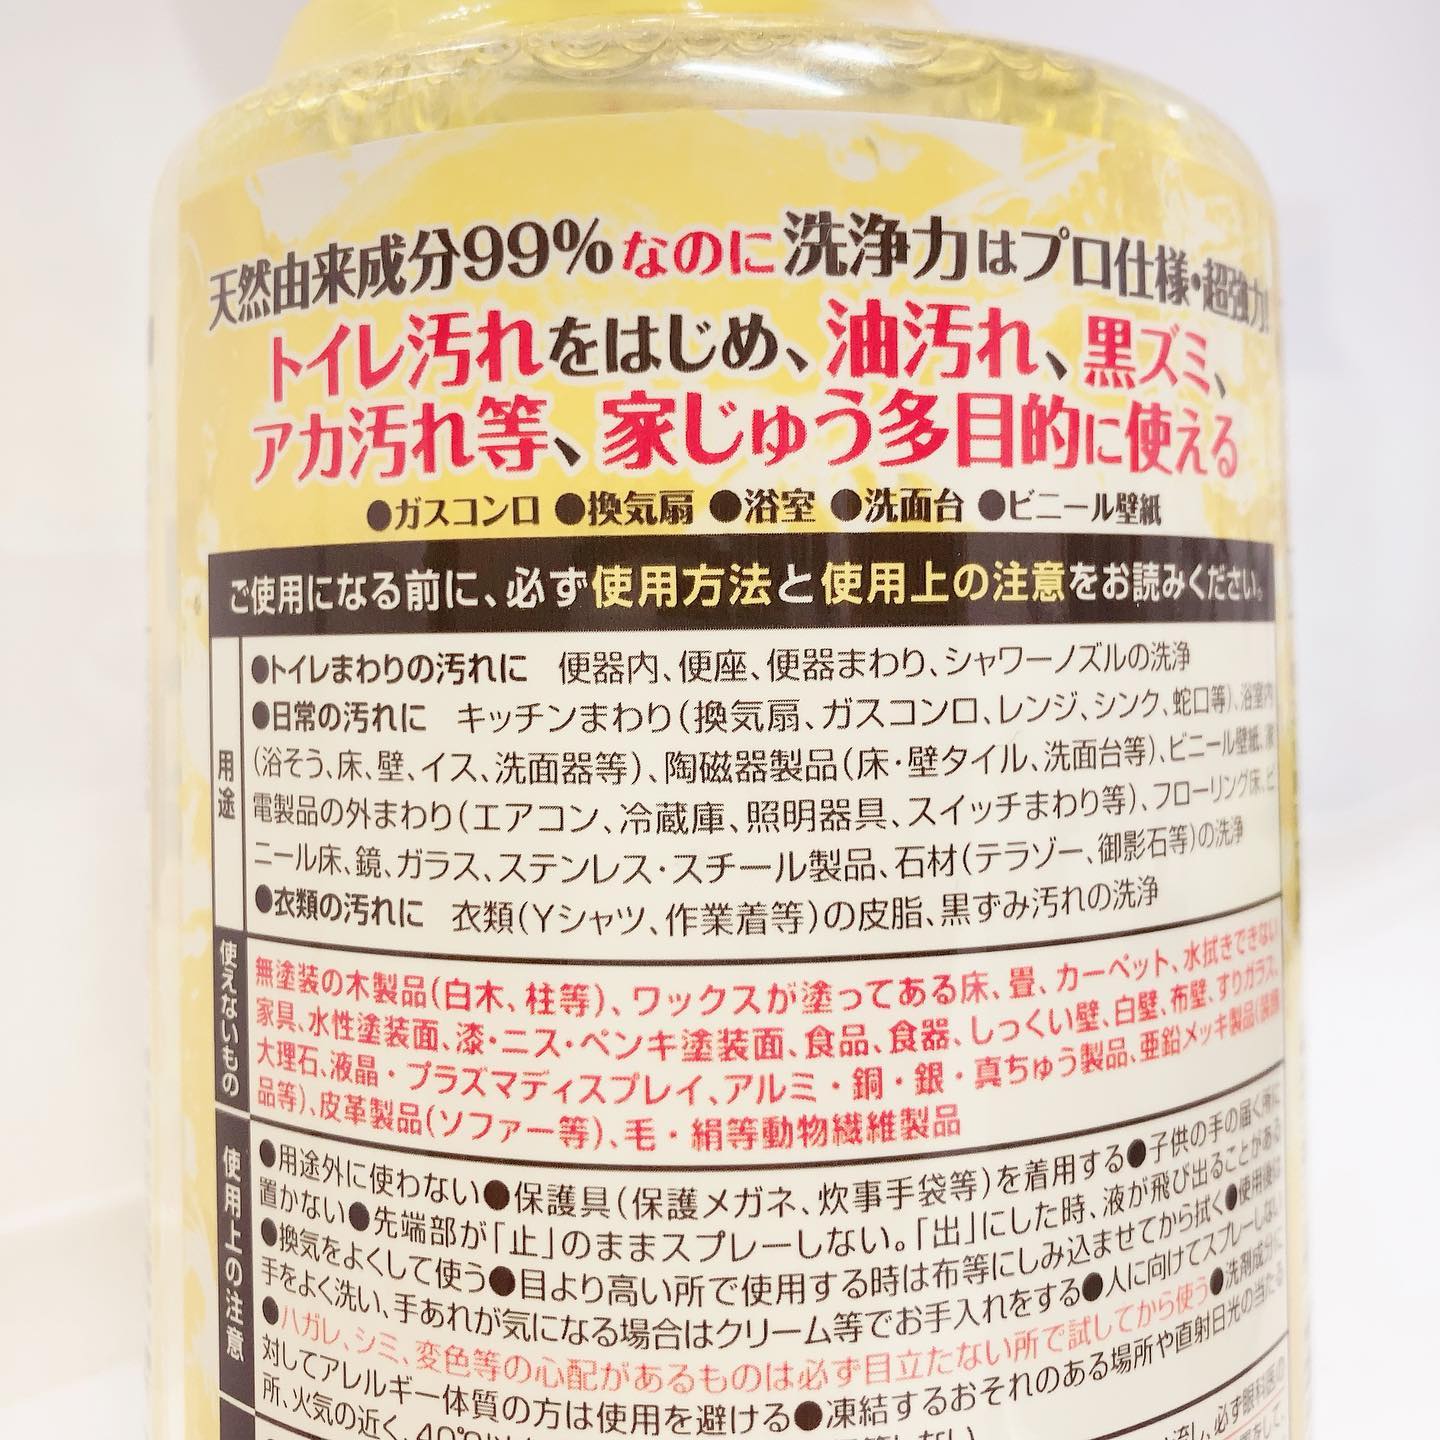 天然由来成分99%なのに洗浄力はプロ仕様・超強力!
トイレ汚れをはじめ、油汚れ、黒ズミ、
アカ汚れ等、家じゅう多目的に使える
●ガスコンロ ●換気扇 ●浴室 ●洗面台 ●ビニール壁紙
ご使用になる前に、必ず使用方法と使用上の注意をお読みください。
用途
●トイレまわりの汚れに 便器内、便座、便器まわり、シャワーノズルの洗浄
●日常の汚れに キッチンまわり(換気扇、ガスコンロ、レンジ、シンク、蛇口等)、浴室内
(浴そう、床、壁、イス、洗面器等)、陶磁器製品(床・壁タイル、洗面台等)、ビニール壁紙、家
電製品の外まわり(エアコン、冷蔵庫、照明器具、スイッチまわり等)、フローリング床、ビ
ニール床、鏡、ガラス、ステンレス・スチール製品、石材(テラゾー、御影石等)の洗浄
●衣類の汚れに 衣類(Yシャツ、作業着等)の皮脂、黒ずみ汚れの洗浄
使えないもの
無塗装の木製品(白木、柱等)、ワックスが塗ってある床、畳、カーペット、水拭きできない
家具、水性塗装面、漆・ニス・ペンキ塗装面、食品、食器、しっくい壁、白壁、布壁、すりガラス、
大理石、液晶・プラズマディスプレイ、アルミ・銅・銀・真ちゅう製品、亜鉛メッキ製品(
品等)、皮革製品(ソファー等)、毛・絹等動物繊維製品
使用上の注意
●用途外に使わない●保護具(保護メガネ、炊事手袋等)を着用する●子供の手の届く所に
置かない●先端部が「止」のままスプレーしない。「出」にした時、液が飛び出ることがある
●換気をよくして使う●目より高い所で使用する時は布等にしみ込ませてから拭く●使用後は
手をよく洗い、手あれが気になる場合はクリーム等でお手入れをする●人に向けてスプレーしない
●ハガレ、シミ、変色等の心配があるものは必ず目立たない所で試してから使う●洗剤成分に
対してアレルギー体質の方は使用を避ける●凍結するおそれのある場所や直射日光の当たる
所、火気の近く、40℃以
流し、必ず眼科医の